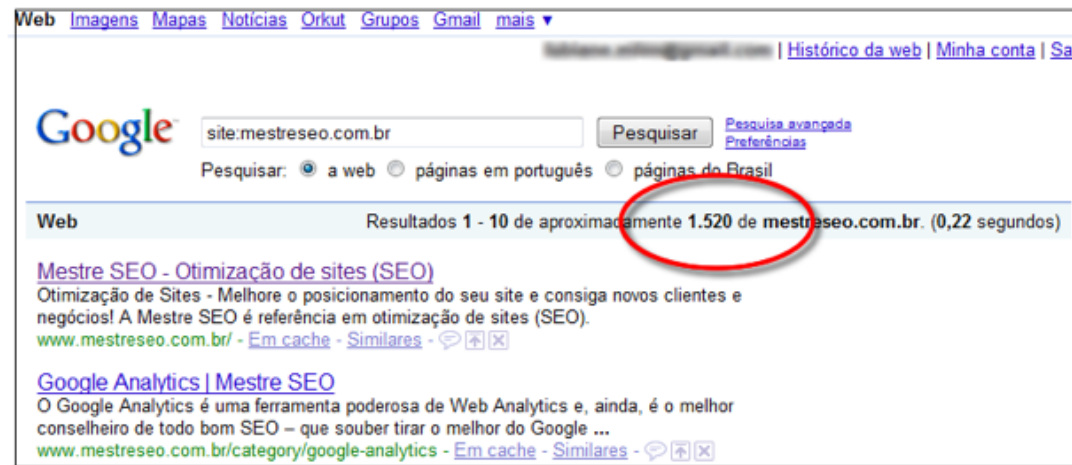 Web Imagens Mapas Notícias Orkut Grupos Gmail mais ▼
| Histórico da web | Minha conta | Sa
Google site:mestreseo.com.br Pesquisar Pesquisa avançada
Preferências
Pesquisar: a web páginas em português páginas do Brasil
Web Resultados 1 - 10 de aproximadamente 1.520 de mestreseo.com.br. (0,22 segundos)
Mestre SEO - Otimização de sites (SEO)
Otimização de Sites - Melhore o posicionamento do seu site e consiga novos clientes e
negócios! A Mestre SEO é referência em otimização de sites (SEO).
www.mestreseo.com.br/ - Em cache - Similares -
Google Analytics | Mestre SEO
O Google Analytics é uma ferramenta poderosa de Web Analytics e, ainda, é o melhor
conselheiro de todo bom SEO – que souber tirar o melhor do Google ...
www.mestreseo.com.br/category/google-analytics - Em cache - Similares -